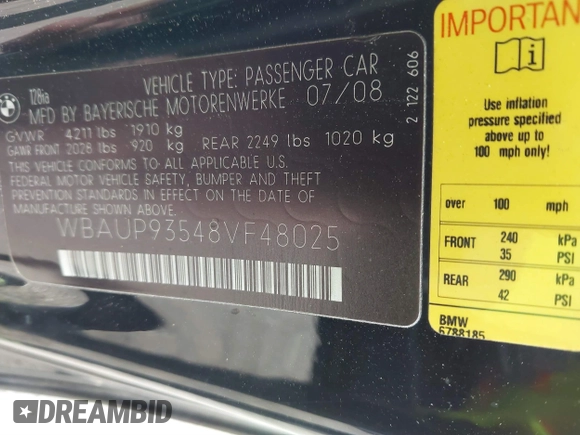 BMW
128ia
VEHICLE TYPE: PASSENGER CAR
MFD BY BAYERISCHE MOTORENWERKE 07/08
GVWR 4211 lbs 1910 kg
GAWR FRONT 2028 lbs 920 kg REAR 2249 lbs 1020 kg
THIS VEHICLE CONFORMS TO ALL APPLICABLE U.S.
FEDERAL MOTOR VEHICLE SAFETY, BUMPER AND THEFT
PREVENTION STANDARDS IN EFFECT ON THE DATE OF
MANUFACTURE SHOWN ABOVE.
WBAUP93548VF48025
2 122 606
IMPORTAN
i
Use inflation
pressure specified
above up to
100 mph only!
over 100 mph
FRONT 240 kPa
35 PSI
REAR 290 kPa
42 PSI
BMW
6788185
DREAMBID